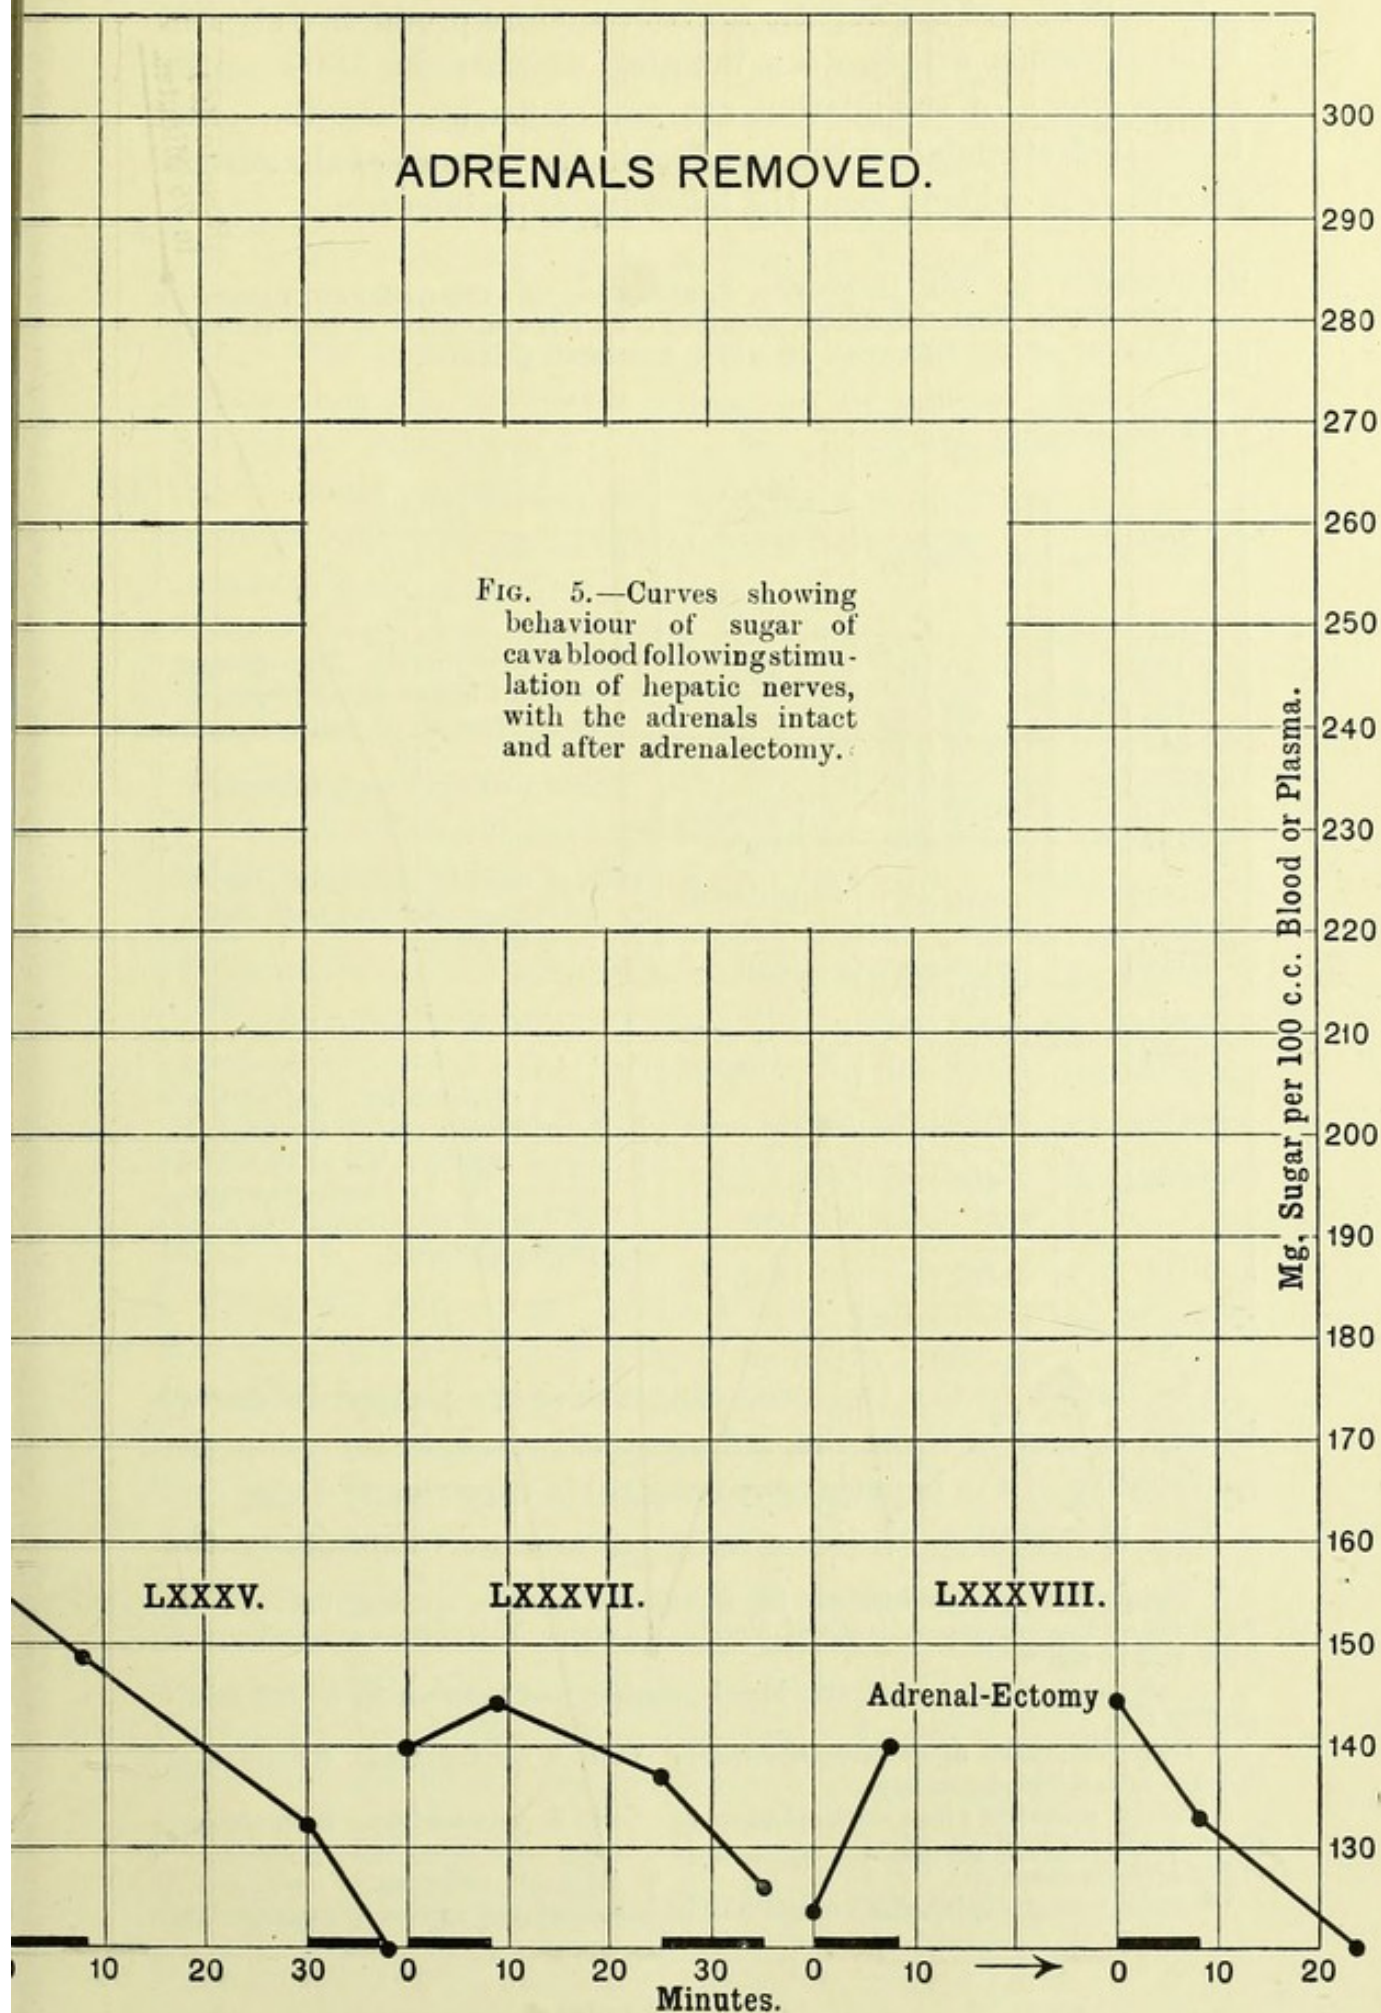 300
ADRENALS REMOVED.
290
280
270
260
FIG. 5.—Curves showing
behaviour of sugar of
cava blood following stimu-
lation of hepatic nerves,
with the adrenals intact
and after adrenalectomy.
250
240
230
220
210
200
190
180
170
160
Mg. Sugar per 100 c.c. Blood or Plasma.
LXXXV. LXXXVII. LXXXVIII.
150
Adrenal-Ectomy
140
130
10 20 30 0 10 20 30 0 10 0 10 20
Minutes.